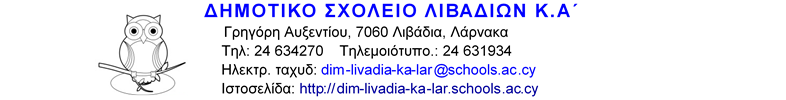 ΔΗΜΟΤΙΚΟ ΣΧΟΛΕΙΟ ΛΙΒΑΔΙΩΝ Κ.Α΄
Γρηγόρη Αυξεντίου, 7060 Λιβάδια, Λάρνακα
Τηλ: 24 634270 Τηλεμοιότυπο.: 24 631934
Ηλεκτρ. ταχυδ: dim-livadia-ka-lar@schools.ac.cy
Ιστοσελίδα: http://dim-livadia-ka-lar.schools.ac.cy